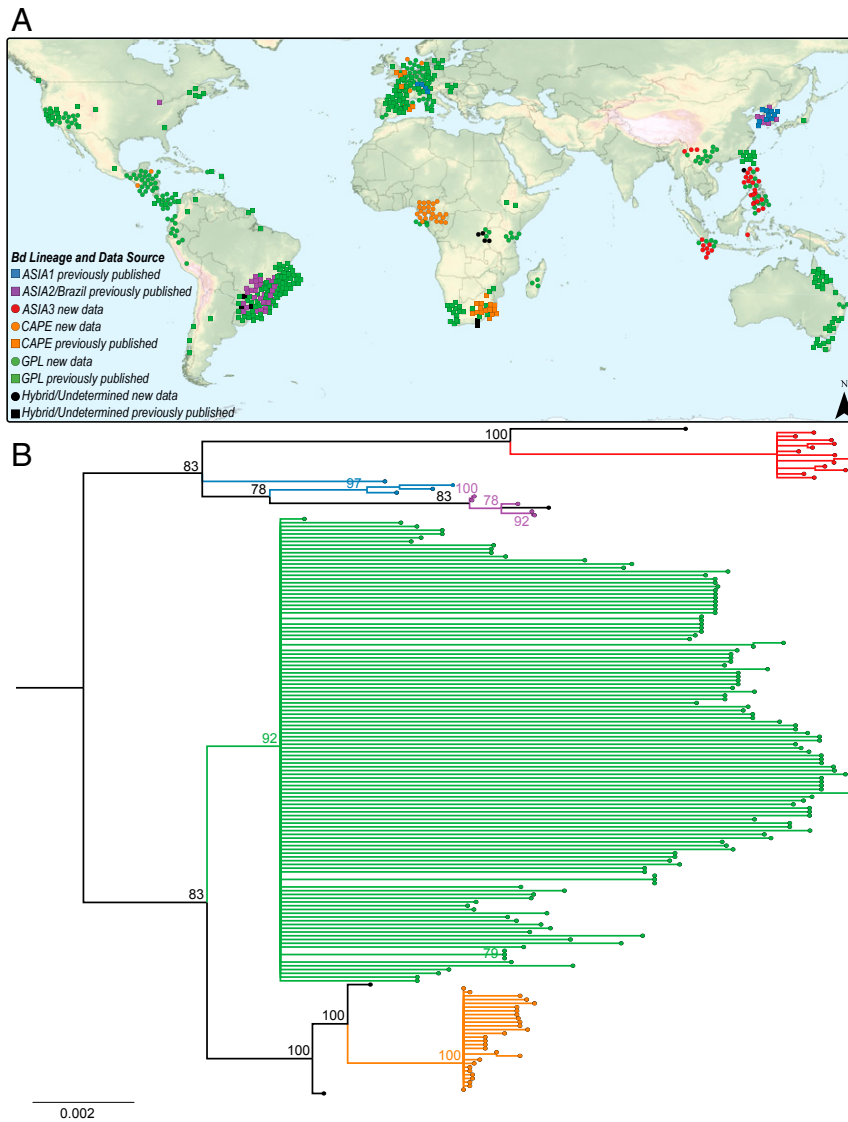 A
Bd Lineage and Data Source
ASIA1 previously published
ASIA2/Brazil previously published
ASIA3 new data
CAPE new data
CAPE previously published
GPL new data
GPL previously published
Hybrid/Undetermined new data
Hybrid/Undetermined previously published
N
B
100
83
97
78
100
83
78
92
92
83
79
100
100
100
0.002